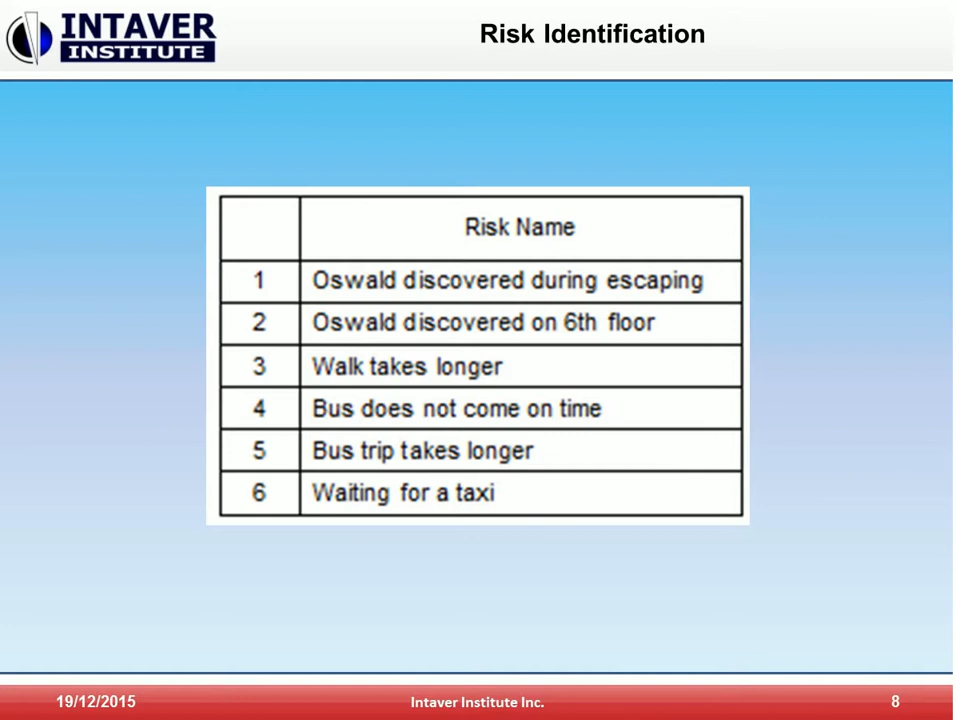 INTAVER
INSTITUTE
Risk Identification
Risk Name
1 Oswald discovered during escaping
2 Oswald discovered on 6th floor
3 Walk takes longer
4 Bus does not come on time
5 Bus trip takes longer
6 Waiting for a taxi
19/12/2015 Intaver Institute Inc. 8